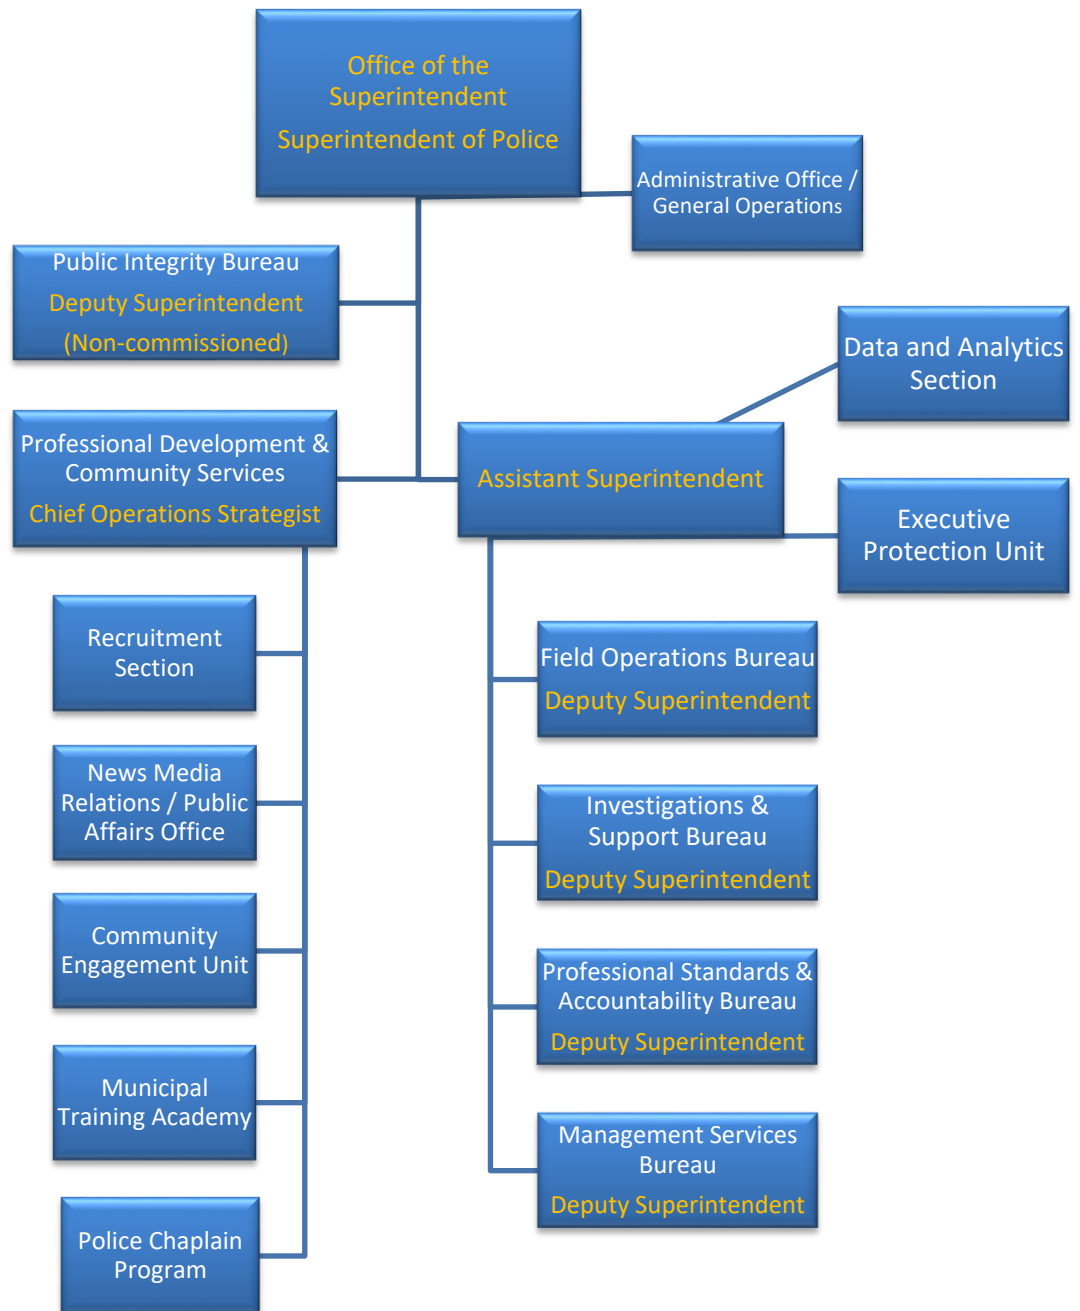 Office of the
Superintendent
Superintendent of Police
Administrative Office /
General Operations
Public Integrity Bureau
Deputy Superintendent
(Non-commissioned)
Data and Analytics
Section
Professional Development &
Community Services
Chief Operations Strategist
Assistant Superintendent
Executive
Protection Unit
Recruitment
Section
News Media
Relations / Public
Affairs Office
Community
Engagement Unit
Municipal
Training Academy
Police Chaplain
Program
Field Operations Bureau
Deputy Superintendent
Investigations &
Support Bureau
Deputy Superintendent
Professional Standards &
Accountability Bureau
Deputy Superintendent
Management Services
Bureau
Deputy Superintendent